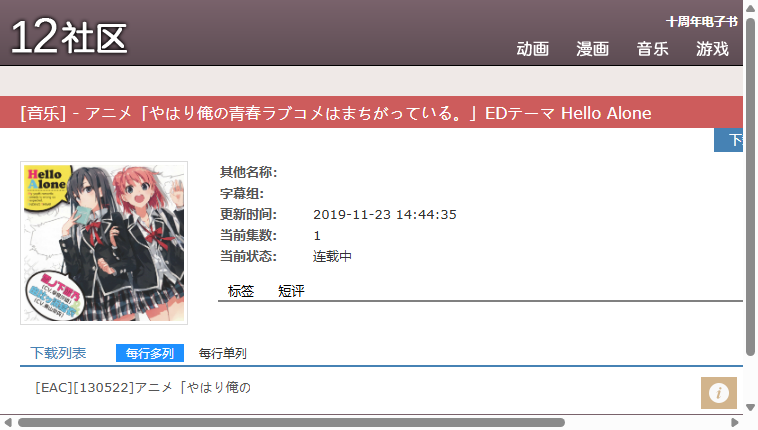 12社区
十周年电子书
动画 漫画 音乐 游戏
[音乐] - アニメ「やはり俺の青春ラブコメはまちがっている。」EDテーマ Hello Alone
Hello
Alone
其他名称:
字幕组:
更新时间: 2019-11-23 14:44:35
当前集数: 1
当前状态: 连载中
标签 短评
下载列表 每行多列 每行单列
[EAC][130522]アニメ「やはり俺の
i